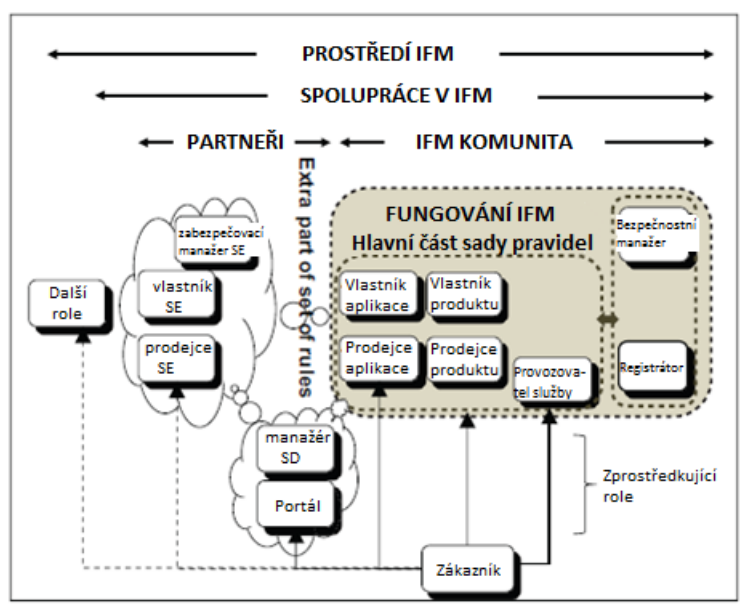 PROSTŘEDÍ IFM
SPOLUPRÁCE V IFM
PARTNEŘI
IFM KOMUNITA
Extra part of set of rules
FUNGOVÁNÍ IFM
Hlavní část sady pravidel
zabezpečovací
manažer SE
vlastník
SE
prodejce
SE
Další
role
Vlastník
aplikace
Vlastník
produktu
Prodejce
aplikace
Prodejce
produktu
Provozova-
tel služby
Bezpečnostní
manažer
Registrátor
manažér
SD
Portál
Zprostředkující
role
Zákazník